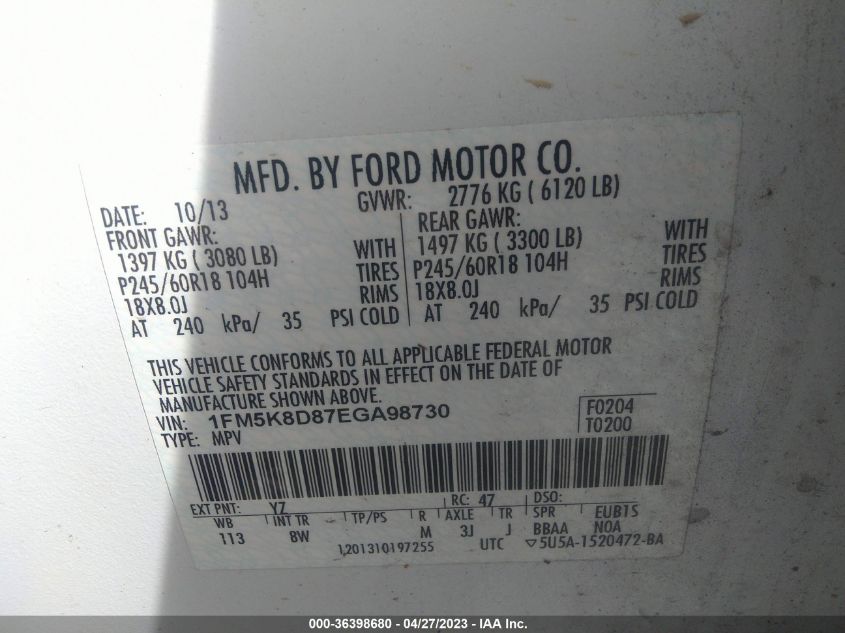 MFD. BY FORD MOTOR CO.
DATE: 10/13 GVWR: 2776 KG ( 6120 LB)
FRONT GAWR: REAR GAWR:
1397 KG ( 3080 LB) WITH 1497 KG ( 3300 LB) WITH
P245/60R18 104H TIRES P245/60R18 104H TIRES
18X8.0J RIMS 18X8.0J RIMS
AT 240 kPa/ 35 PSI COLD AT 240 kPa/ 35 PSI COLD
THIS VEHICLE CONFORMS TO ALL APPLICABLE FEDERAL MOTOR
VEHICLE SAFETY STANDARDS IN EFFECT ON THE DATE OF
MANUFACTURE SHOWN ABOVE.
VIN: 1FM5K8D87EGA98730 F0204
TYPE: MPV T0200
EXT PNT: YZ RC: 47 DSO:
WB INT TR TP/PS R AXLE TR SPR EUB1S
113 8W M 3J J BBAA NOA
1201310197255 UTC ▽5U5A-1520472-BA
000-36398680 - 04/27/2023 - IAA Inc.